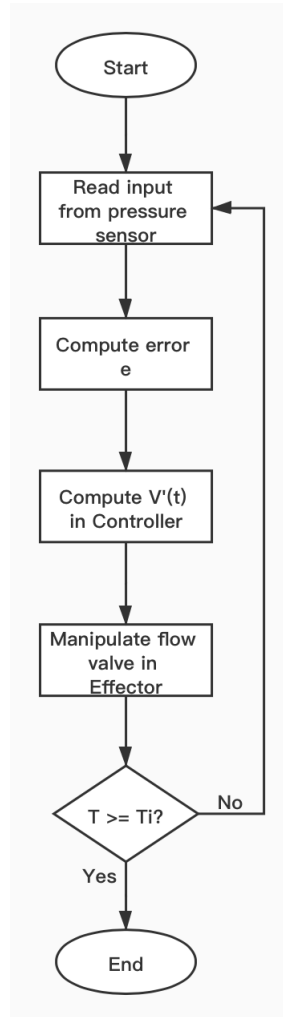 Start
Read input
from pressure
sensor
Compute error
e
Compute V'(t)
in Controller
Manipulate flow
valve in
Effector
T >= Ti?
No
Yes
End